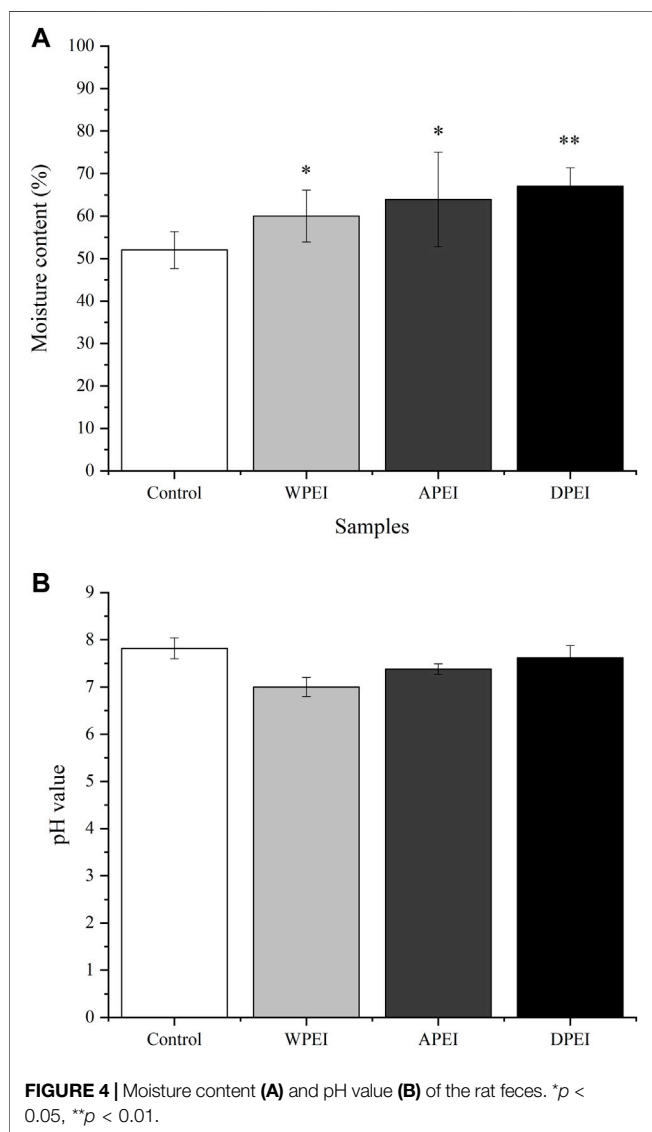 A
100
90
80
70
60
50
40
30
20
10
0
Moisture content (%)
*
*
**
Control WPEI APEI DPEI
Samples
B
9
8
7
6
5
4
3
2
1
0
pH value
Control WPEI APEI DPEI
FIGURE 4 | Moisture content (A) and pH value (B) of the rat feces. *p <
0.05, **p < 0.01.